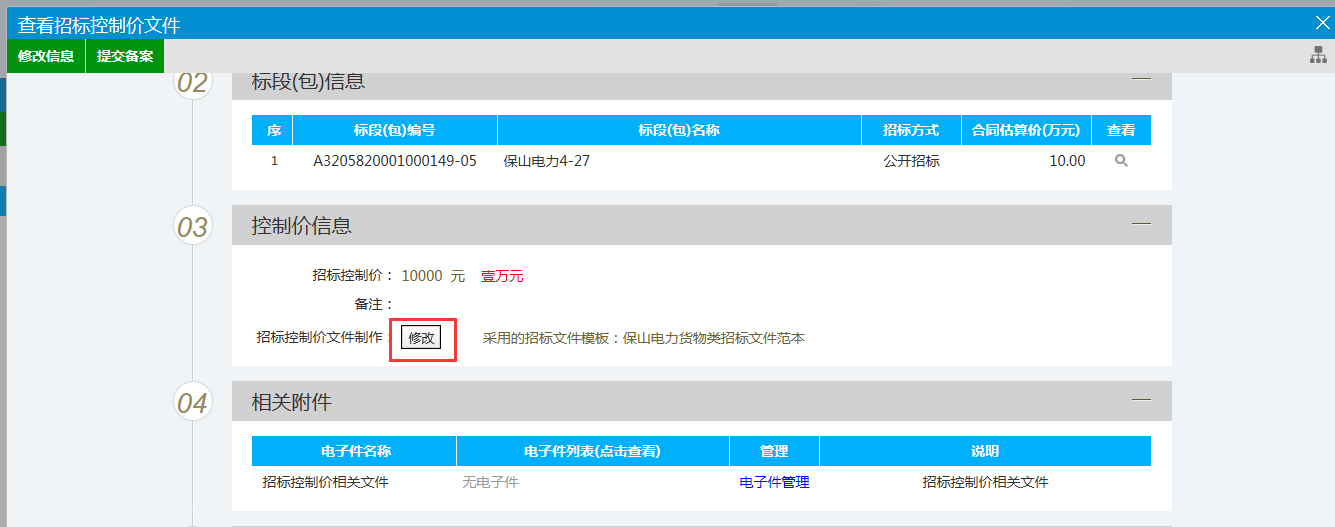 查看招标控制价文件
修改信息 提交备案
02 标段(包)信息
序 标段(包)编号 标段(包)名称 招标方式 合同估算价(万元) 查看
1 A3205820001000149-05 保山电力4-27 公开招标 10.00
03 控制价信息
招标控制价： 10000 元 壹万元
备注：
招标控制价文件制作： 修改 采用的招标文件模板：保山电力货物类招标文件范本
04 相关附件
电子件名称 电子件列表(点击查看) 管理 说明
招标控制价相关文件 无电子件 电子件管理 招标控制价相关文件